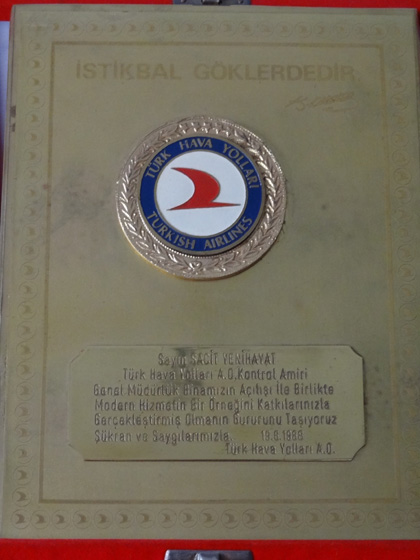 İSTİKBAL GÖKLERDEDİR
TÜRK HAVA YOLLARI
TURKISH AIRLINES
Sayın SACİT YENİHAYAT
Türk Hava Yolları A.O. Kontrol Amiri
Genel Müdürlük Binamızın Açılışı İle Birlikte
Modern Hizmetin Bir Örneğini Katkılarınızla
Gerçekleştirmiş Olmanın Gururunu Taşıyoruz
Şükran ve Saygılarımızla. 19.6.1988
Türk Hava Yolları A.O.